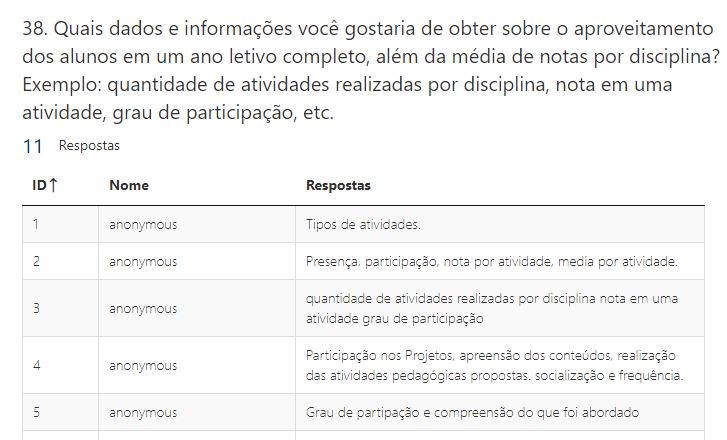 38. Quais dados e informações você gostaria de obter sobre o aproveitamento
dos alunos em um ano letivo completo, além da média de notas por disciplina?
Exemplo: quantidade de atividades realizadas por disciplina, nota em uma
atividade, grau de participação, etc.
11 Respostas
ID↑ Nome Respostas
1 anonymous Tipos de atividades.
2 anonymous Presença, participação, nota por atividade, media por atividade.
3 anonymous quantidade de atividades realizadas por disciplina nota em uma
atividade grau de participação
4 anonymous Participação nos Projetos, apreensão dos conteúdos, realização
das atividades pedagógicas propostas. socialização e frequência.
5 anonymous Grau de partipação e compreensão do que foi abordado